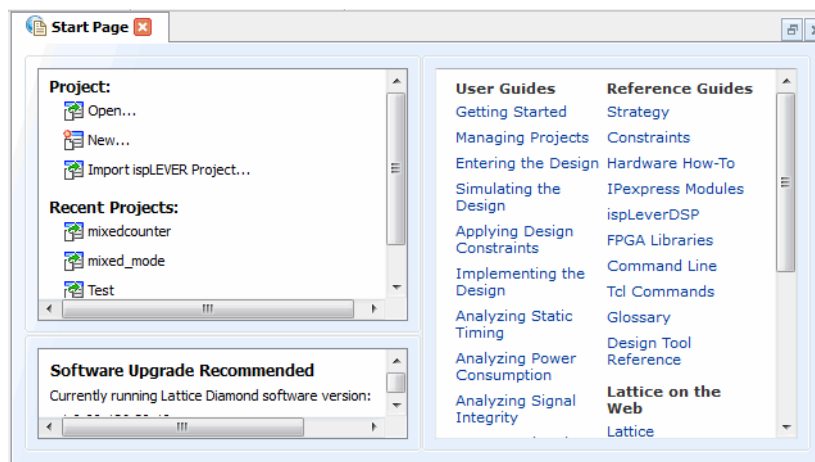 Start Page
Project:
Open...
New...
Import ispLEVER Project...
Recent Projects:
mixedcounter
mixed_mode
Test
Software Upgrade Recommended
Currently running Lattice Diamond software version:
User Guides
Getting Started
Managing Projects
Entering the Design
Simulating the
Design
Applying Design
Constraints
Implementing the
Design
Analyzing Static
Timing
Analyzing Power
Consumption
Analyzing Signal
Integrity
Reference Guides
Strategy
Constraints
Hardware How-To
IPexpress Modules
ispLeverDSP
FPGA Libraries
Command Line
Tcl Commands
Glossary
Design Tool
Reference
Lattice on the
Web
Lattice